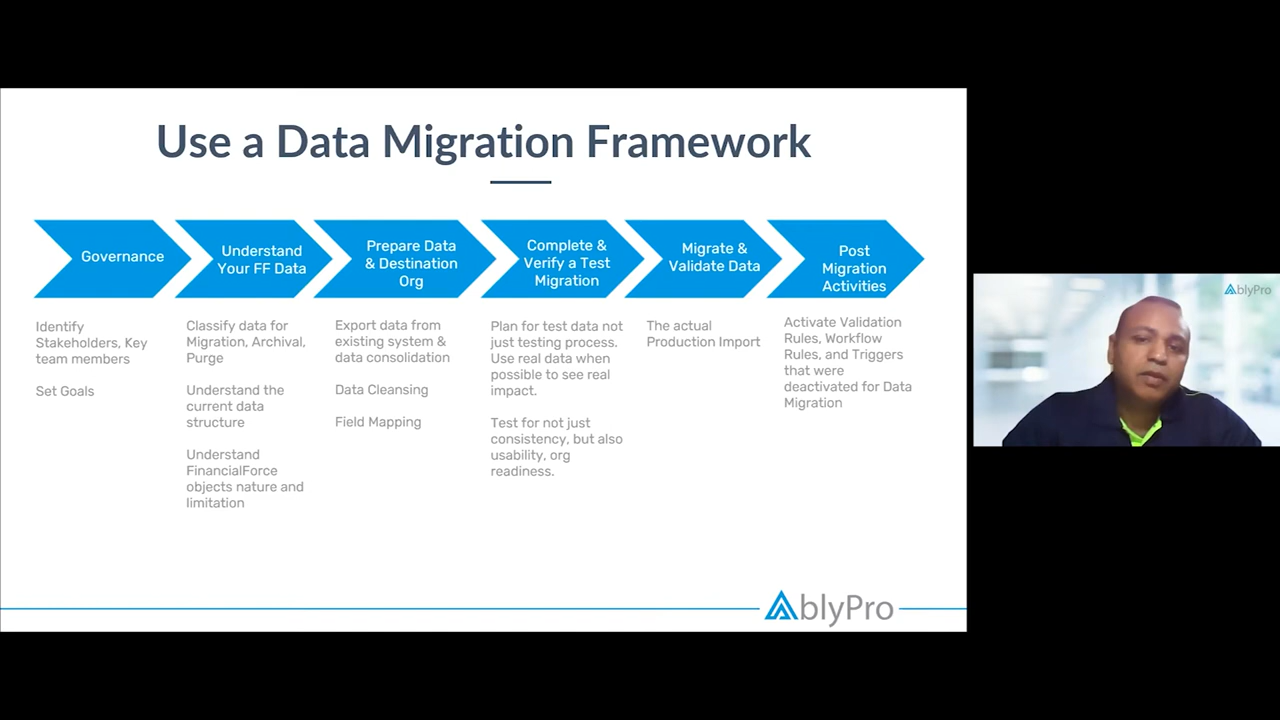 Use a Data Migration Framework
Governance
Understand
Your FF Data
Prepare Data
& Destination
Org
Complete &
Verify a Test
Migration
Migrate &
Validate Data
Post
Migration
Activities
Identify
Stakeholders, Key
team members
Set Goals
Classify data for
Migration, Archival,
Purge
Understand the
current data
structure
Understand
FinancialForce
objects nature and
limitation
Export data from
existing system &
data consolidation
Data Cleansing
Field Mapping
Plan for test data not
just testing process.
Use real data when
possible to see real
impact.
Test for not just
consistency, but also
usability, org
readiness.
The actual
Production Import
Activate Validation
Rules, Workflow
Rules, and Triggers
that were
deactivated for Data
Migration
AblyPro
AblyPro